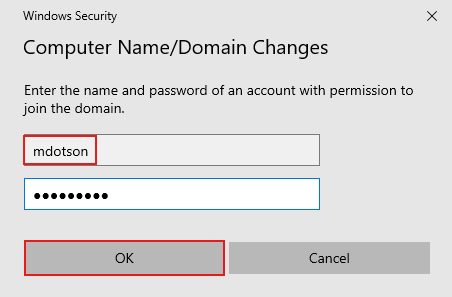 Windows Security
Computer Name/Domain Changes
Enter the name and password of an account with permission to
join the domain.
mdotson
●●●●●●●●●
OK
Cancel